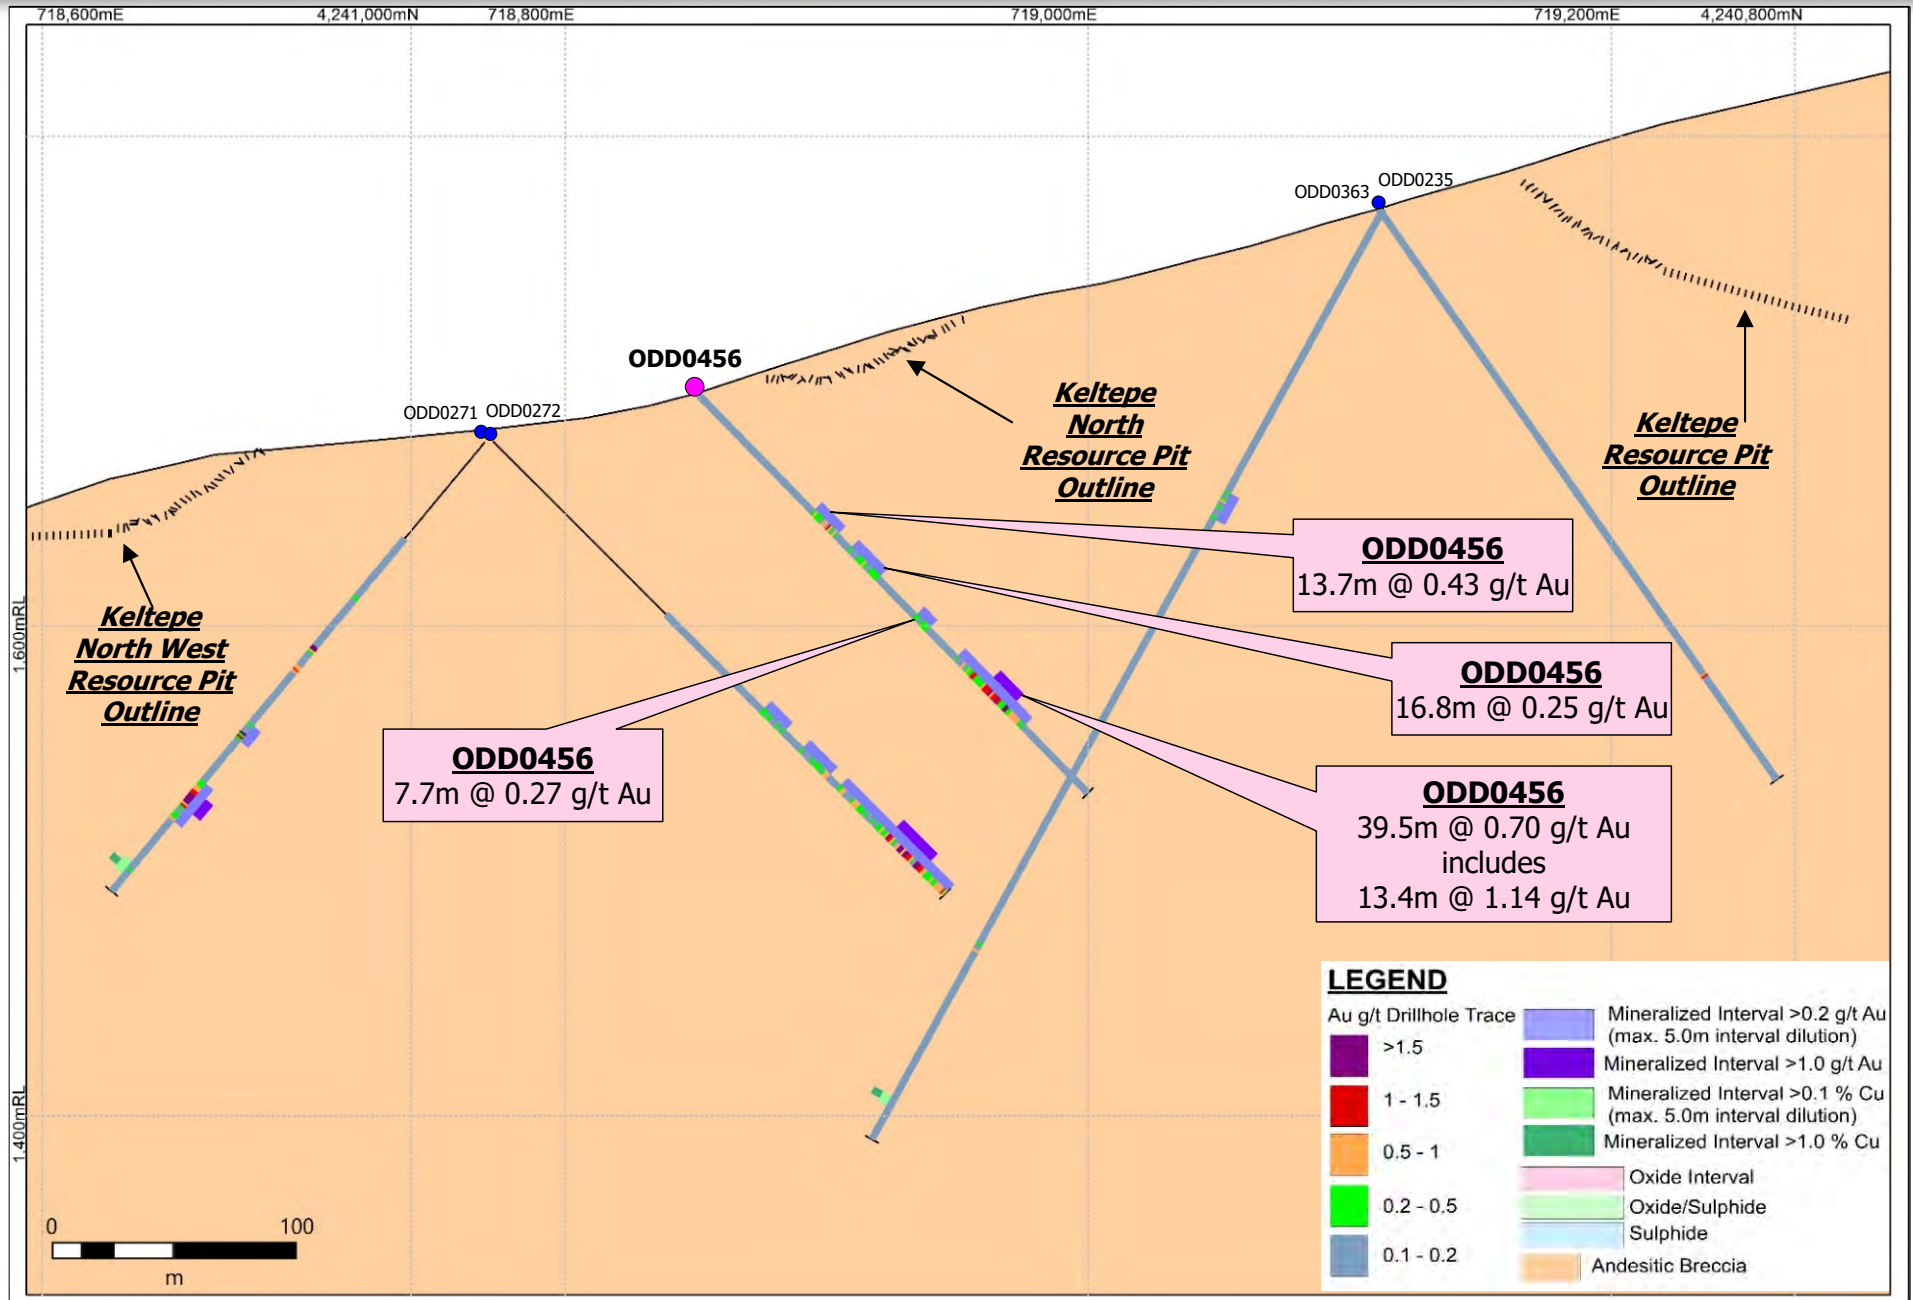 718,600mE
4,241,000mN
718,800mE
719,000mE
719,200mE
4,240,800mN
ODD0363
ODD0235
ODD0456
ODD0271
ODD0272
Keltepe
North
Resource Pit
Outline
Keltepe
Resource Pit
Outline
ODD0456
13.7m @ 0.43 g/t Au
1,600mRL
Keltepe
North West
Resource Pit
Outline
ODD0456
16.8m @ 0.25 g/t Au
ODD0456
7.7m @ 0.27 g/t Au
ODD0456
39.5m @ 0.70 g/t Au
includes
13.4m @ 1.14 g/t Au
1,400mRL
0
100
m
LEGEND
Au g/t Drillhole Trace
>1.5
1 - 1.5
0.5 - 1
0.2 - 0.5
0.1 - 0.2
Mineralized Interval >0.2 g/t Au
(max. 5.0m interval dilution)
Mineralized Interval >1.0 g/t Au
Mineralized Interval >0.1 % Cu
(max. 5.0m interval dilution)
Mineralized Interval >1.0 % Cu
Oxide Interval
Oxide/Sulphide
Sulphide
Andesitic Breccia